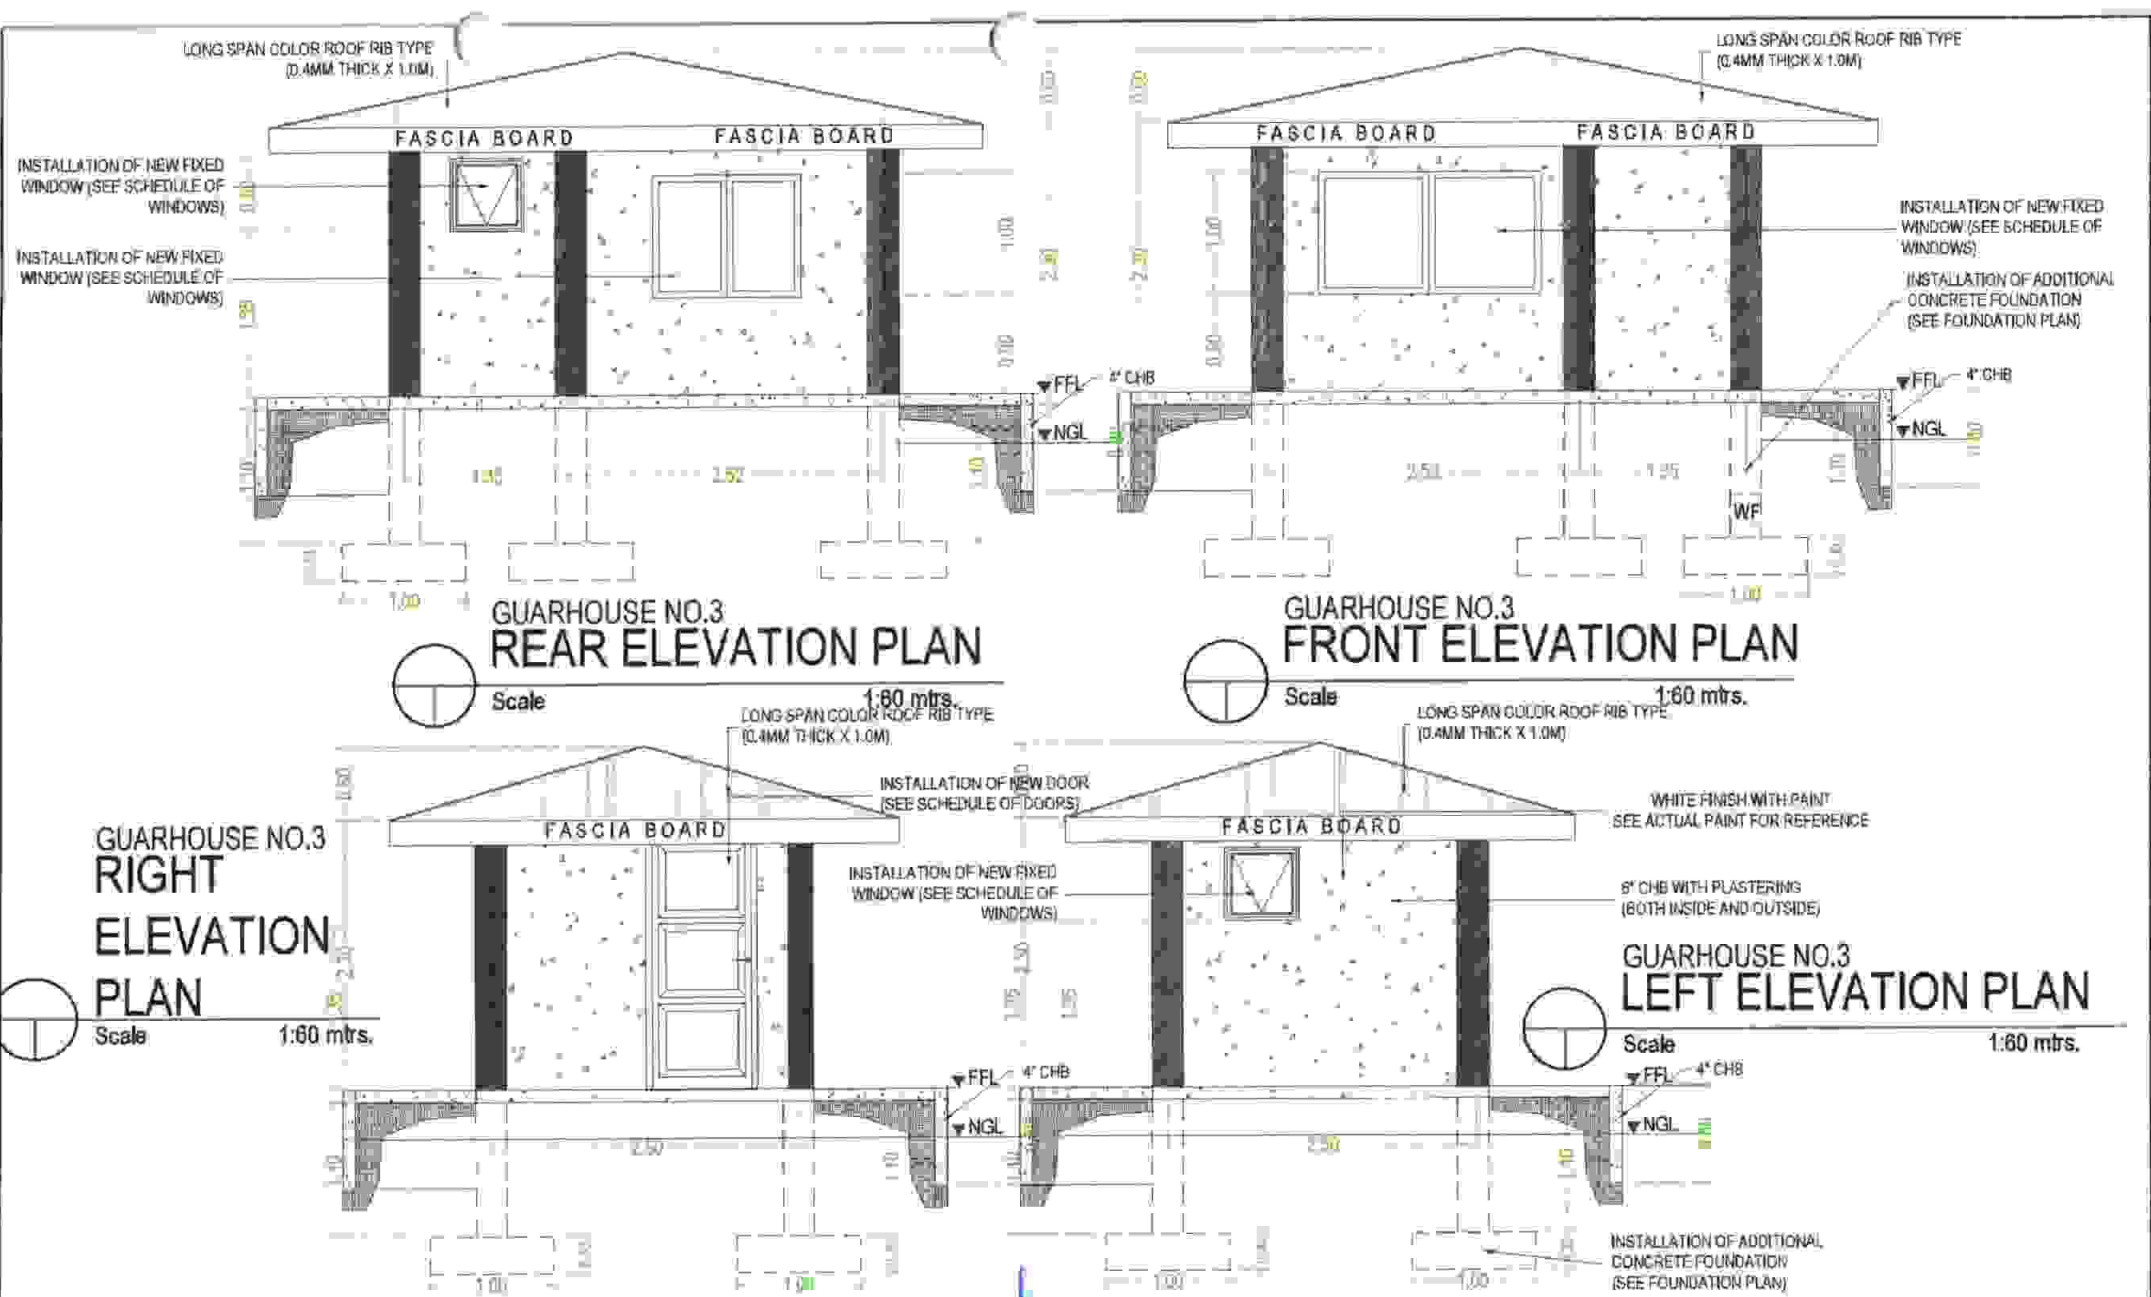 LONG SPAN COLOR ROOF RIB TYPE
(0.4MM THICK X 1.0M)
FASCIA BOARD
FASCIA BOARD
INSTALLATION OF NEW FIXED
WINDOW (SEE SCHEDULE OF
WINDOWS)
INSTALLATION OF NEW FIXED
WINDOW (SEE SCHEDULE OF
WINDOWS)
1.00
FFL
4" CHB
NGL
1.00
GUARHOUSE NO.3
REAR ELEVATION PLAN
Scale
1:60 mtrs.
LONG SPAN COLOR ROOF RIB TYPE
(0.4MM THICK X 1.0M)
FASCIA BOARD
FASCIA BOARD
1.00
INSTALLATION OF NEW FIXED
WINDOW (SEE SCHEDULE OF
WINDOWS)
INSTALLATION OF ADDITIONAL
CONCRETE FOUNDATION
(SEE FOUNDATION PLAN)
FFL
4" CHB
NGL
WF
1.00
GUARHOUSE NO.3
FRONT ELEVATION PLAN
Scale
1:60 mtrs.
LONG SPAN COLOR ROOF RIB TYPE
(0.4MM THICK X 1.0M)
INSTALLATION OF NEW DOOR
(SEE SCHEDULE OF DOORS)
0.60
FASCIA BOARD
GUARHOUSE NO.3
RIGHT
ELEVATION
PLAN
Scale
1:60 mtrs.
FFL
4" CHB
NGL
2.50
1.00
1.00
LONG SPAN COLOR ROOF RIB TYPE
(0.4MM THICK X 1.0M)
FASCIA BOARD
WHITE FINISH WITH PAINT
SEE ACTUAL PAINT FOR REFERENCE
INSTALLATION OF NEW FIXED
WINDOW (SEE SCHEDULE OF
WINDOWS)
6" CHB WITH PLASTERING
(BOTH INSIDE AND OUTSIDE)
GUARHOUSE NO.3
LEFT ELEVATION PLAN
Scale
1:60 mtrs.
FFL
4" CHB
NGL
2.50
1.00
1.00
INSTALLATION OF ADDITIONAL
CONCRETE FOUNDATION
(SEE FOUNDATION PLAN)